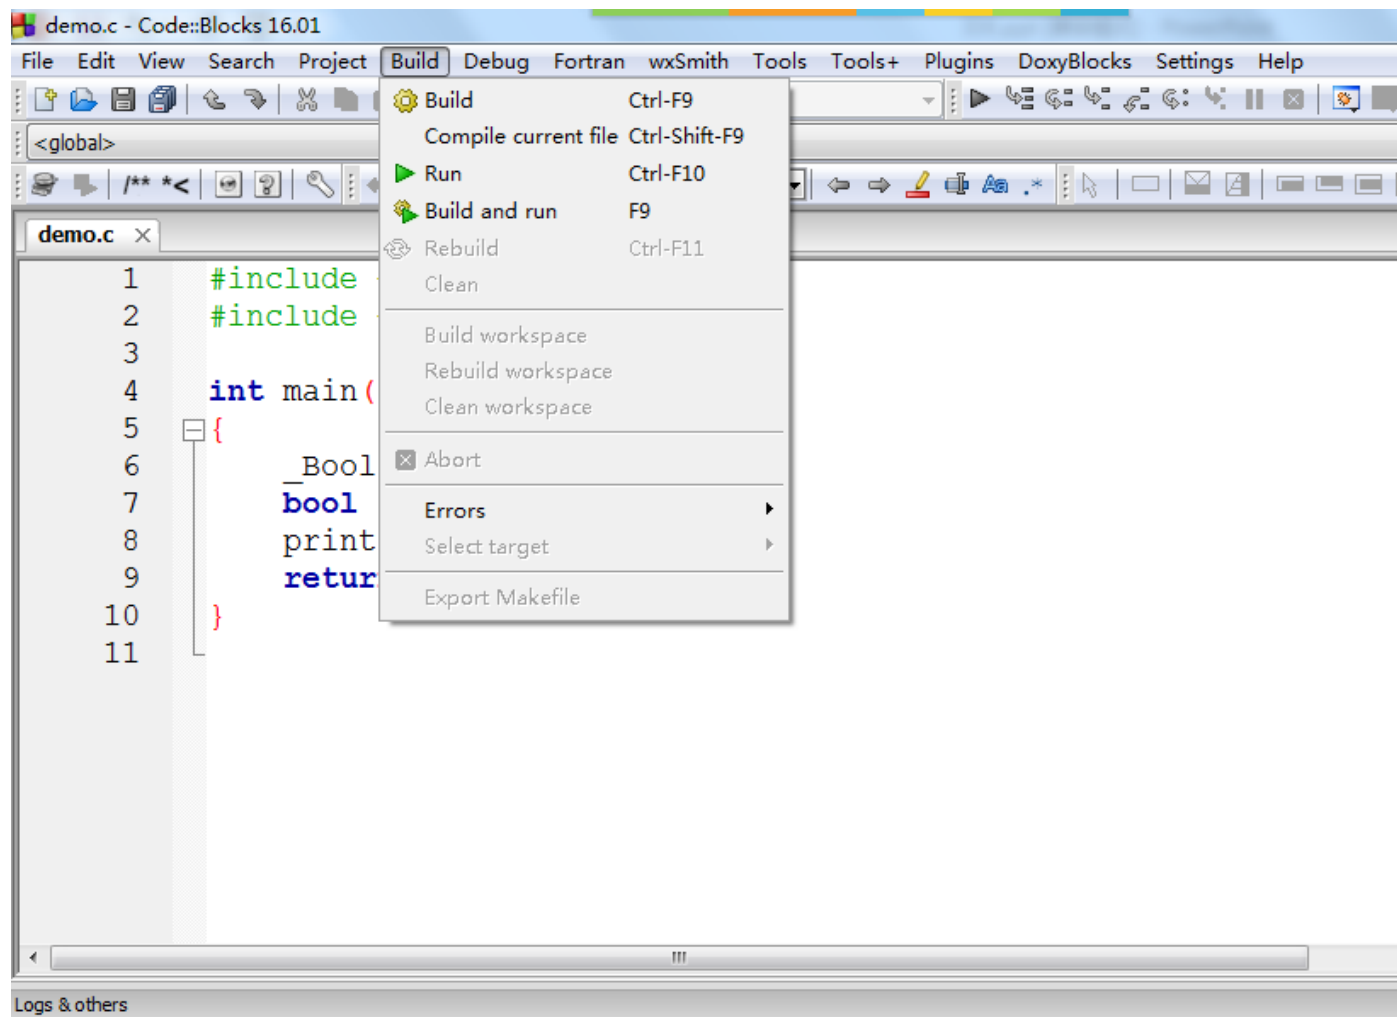 demo.c - Code::Blocks 16.01
File Edit View Search Project Build Debug Fortran wxSmith Tools Tools+ Plugins DoxyBlocks Settings Help
Build Ctrl-F9
Compile current file Ctrl-Shift-F9
<global>
Run Ctrl-F10
/** *<
Build and run F9
demo.c
Rebuild Ctrl-F11
Clean
Build workspace
Rebuild workspace
Clean workspace
Abort
Errors
Select target
Export Makefile
1 #include
2 #include
3
4 int main(
5 {
6 _Bool
7 bool
8 print
9 retur
10 }
11
Logs & others